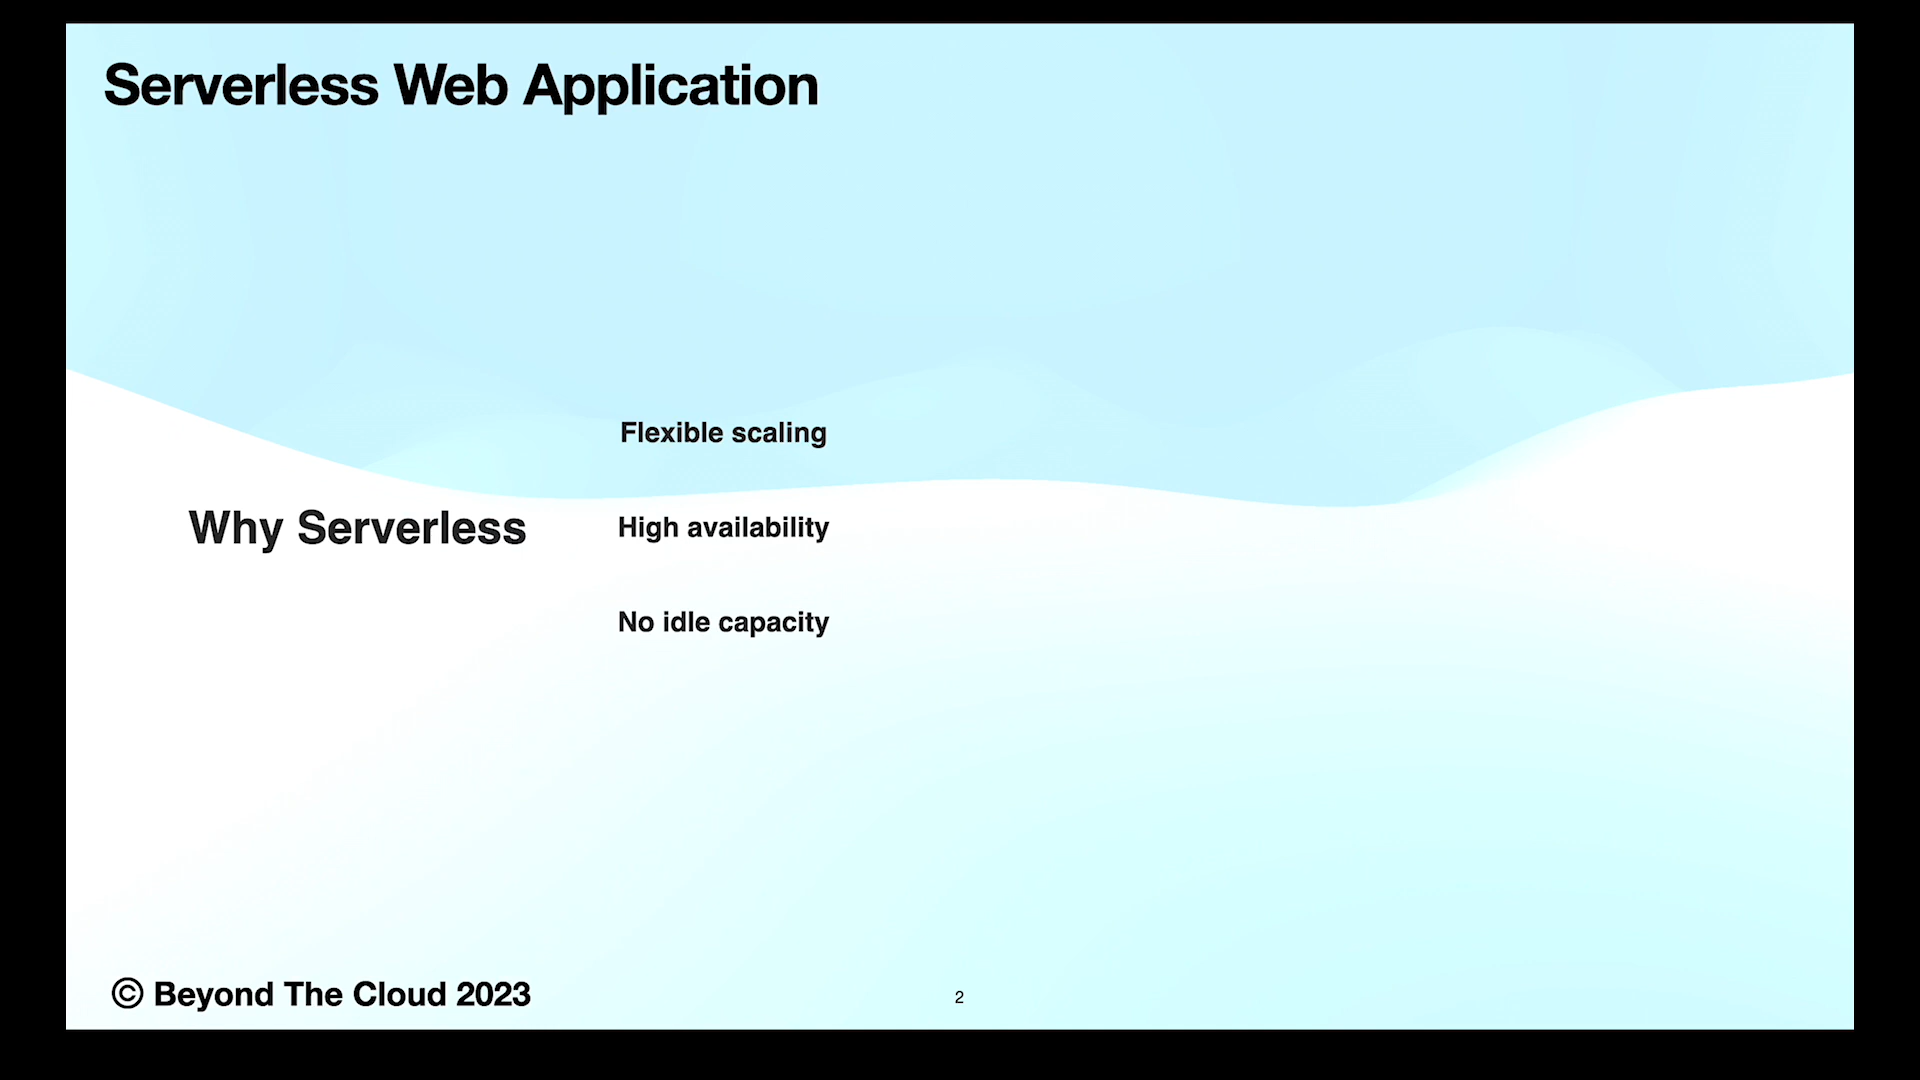 Serverless Web Application
Flexible scaling
Why Serverless
High availability
No idle capacity
© Beyond The Cloud 2023
2